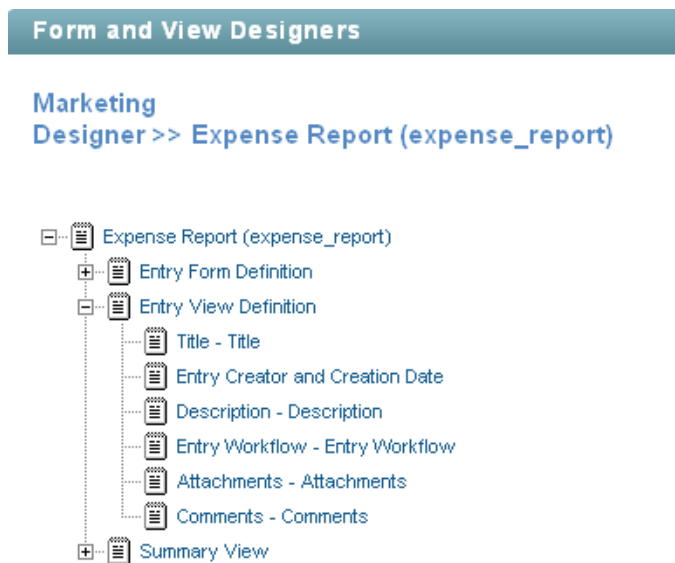 Form and View Designers
Marketing
Designer >> Expense Report (expense_report)
Expense Report (expense_report)
Entry Form Definition
Entry View Definition
Title - Title
Entry Creator and Creation Date
Description - Description
Entry Workflow - Entry Workflow
Attachments - Attachments
Comments - Comments
Summary View